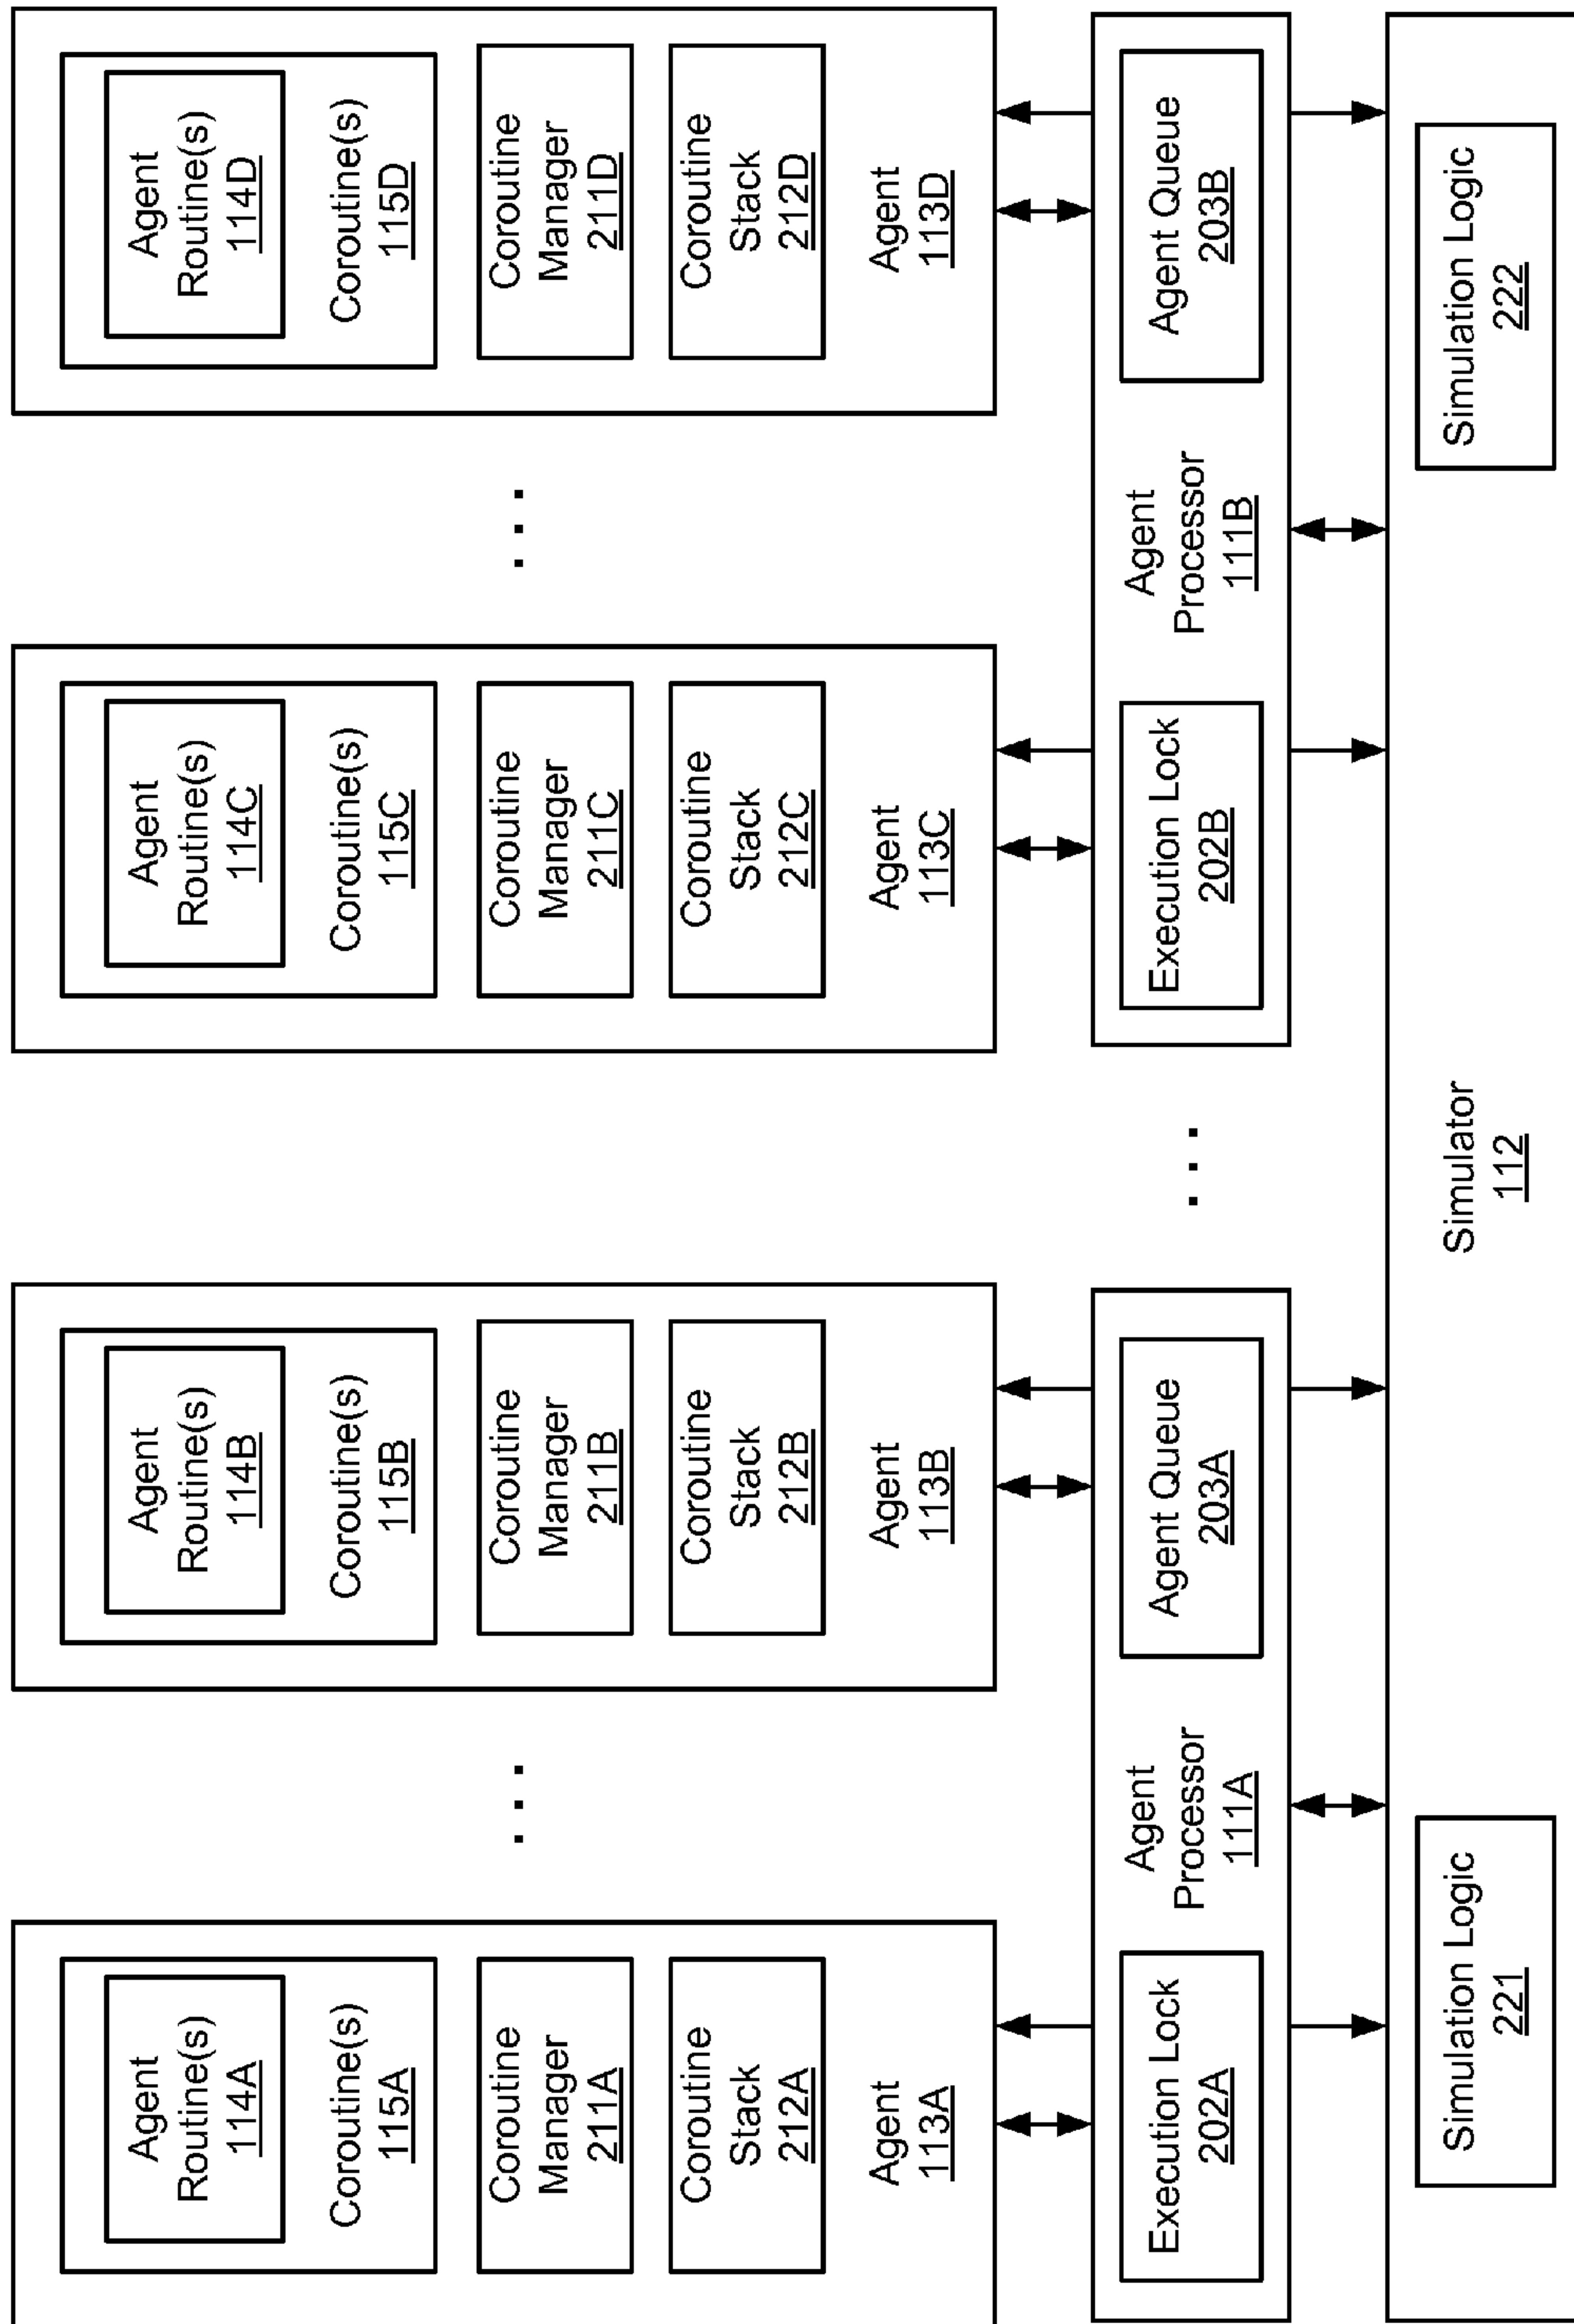 Agent
Routine(s)
114A
Coroutine(s)
115A
Coroutine
Manager
211A
Coroutine
Stack
212A
Agent
113A
. . .
Agent
Routine(s)
114B
Coroutine(s)
115B
Coroutine
Manager
211B
Coroutine
Stack
212B
Agent
113B
Agent
Routine(s)
114C
Coroutine(s)
115C
Coroutine
Manager
211C
Coroutine
Stack
212C
Agent
113C
. . .
Agent
Routine(s)
114D
Coroutine(s)
115D
Coroutine
Manager
211D
Coroutine
Stack
212D
Agent
113D
Execution Lock
202A
Agent
Processor
111A
Agent Queue
203A
. . .
Execution Lock
202B
Agent
Processor
111B
Agent Queue
203B
Simulation Logic
221
Simulator
112
Simulation Logic
222